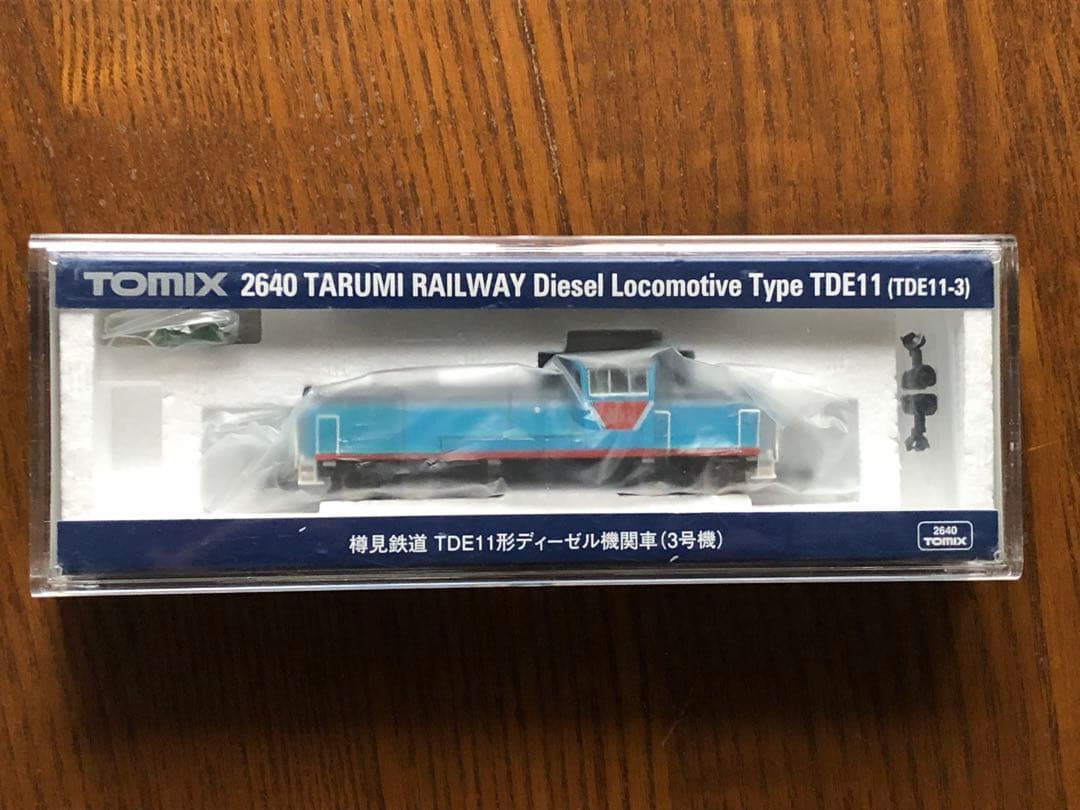 TOMIX 2640 TARUMI RAILWAY Diesel Locomotive Type TDE11 (TDE11-3)
樽見鉄道 TDE11形ディーゼル機関車(3号機)
2640
TOMIX